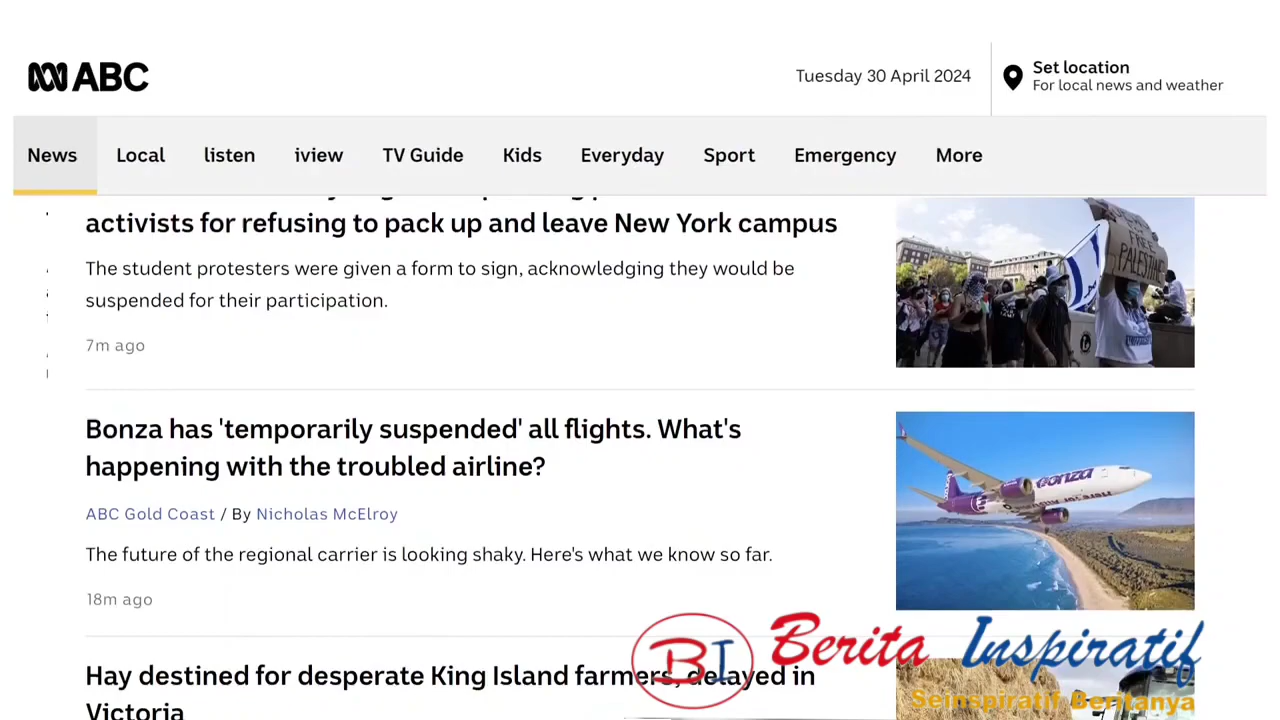 ABC
Tuesday 30 April 2024
Set location
For local news and weather
News Local listen iview TV Guide Kids Everyday Sport Emergency More
activists for refusing to pack up and leave New York campus
The student protesters were given a form to sign, acknowledging they would be
suspended for their participation.
7m ago
FREE
PALESTINE
Bonza has 'temporarily suspended' all flights. What's
happening with the troubled airline?
ABC Gold Coast / By Nicholas McElroy
The future of the regional carrier is looking shaky. Here's what we know so far.
18m ago
bonza
Hay destined for desperate King Island farmers, delayed in
Victoria
BI
Berita Inspiratif
Seinspiratif Beritanya